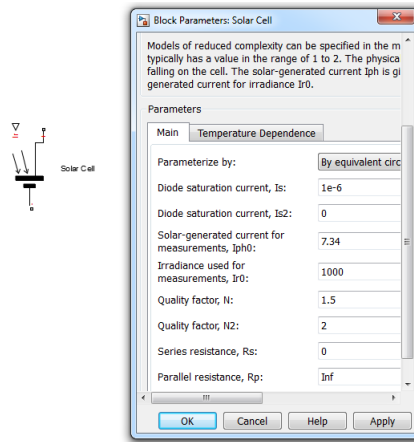 Block Parameters: Solar Cell
Models of reduced complexity can be specified in the m
typically has a value in the range of 1 to 2. The physica
falling on the cell. The solar-generated current Iph is gi
generated current for irradiance Ir0.
Parameters
Main Temperature Dependence
Parameterize by: By equivalent circ
Diode saturation current, Is: 1e-6
Diode saturation current, Is2: 0
Solar-generated current for
measurements, Iph0: 7.34
Irradiance used for
measurements, Ir0: 1000
Quality factor, N: 1.5
Quality factor, N2: 2
Series resistance, Rs: 0
Parallel resistance, Rp: Inf
OK Cancel Help Apply
Solar Cell